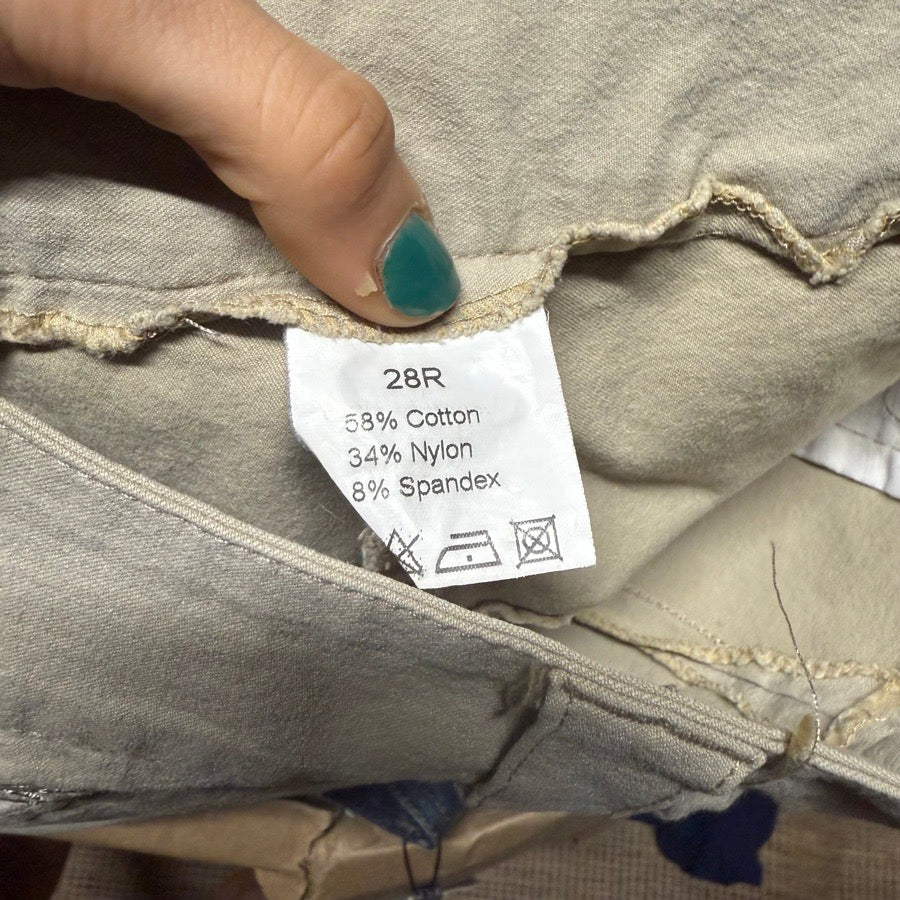 28R
58% Cotton
34% Nylon
8% Spandex